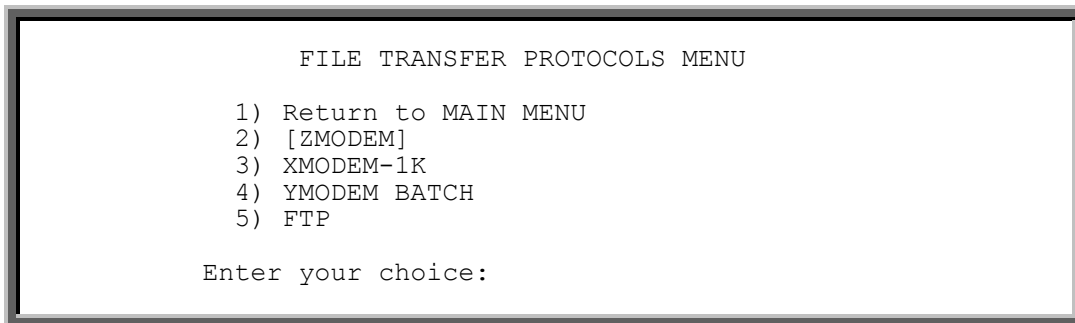 FILE TRANSFER PROTOCOLS MENU
1) Return to MAIN MENU
2) [ZMODEM]
3) XMODEM-1K
4) YMODEM BATCH
5) FTP
Enter your choice: